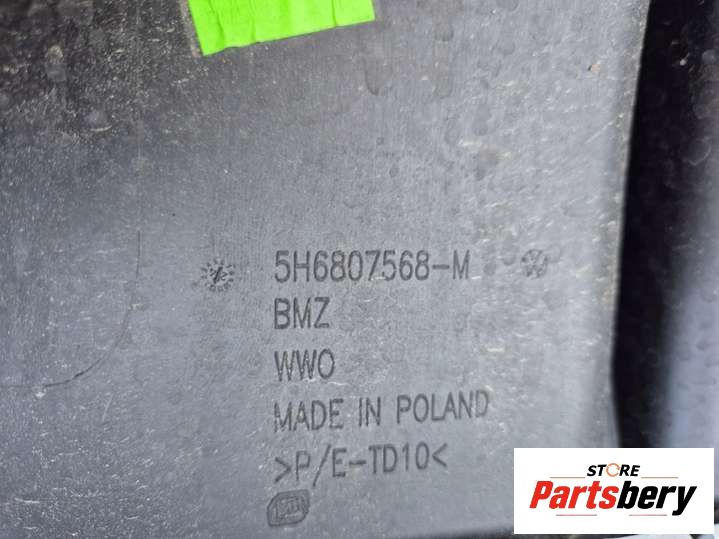 5H6807568-M
BMZ
WWO
MADE IN POLAND
>P/E-TD10<
STORE
Partsbery